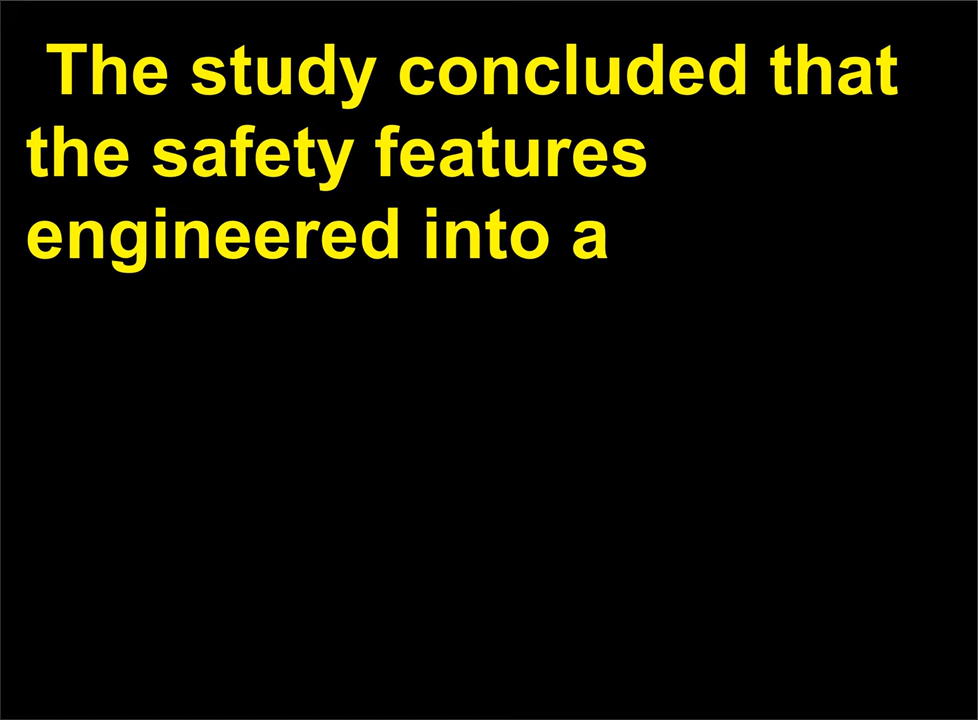 The study concluded that
the safety features
engineered into a